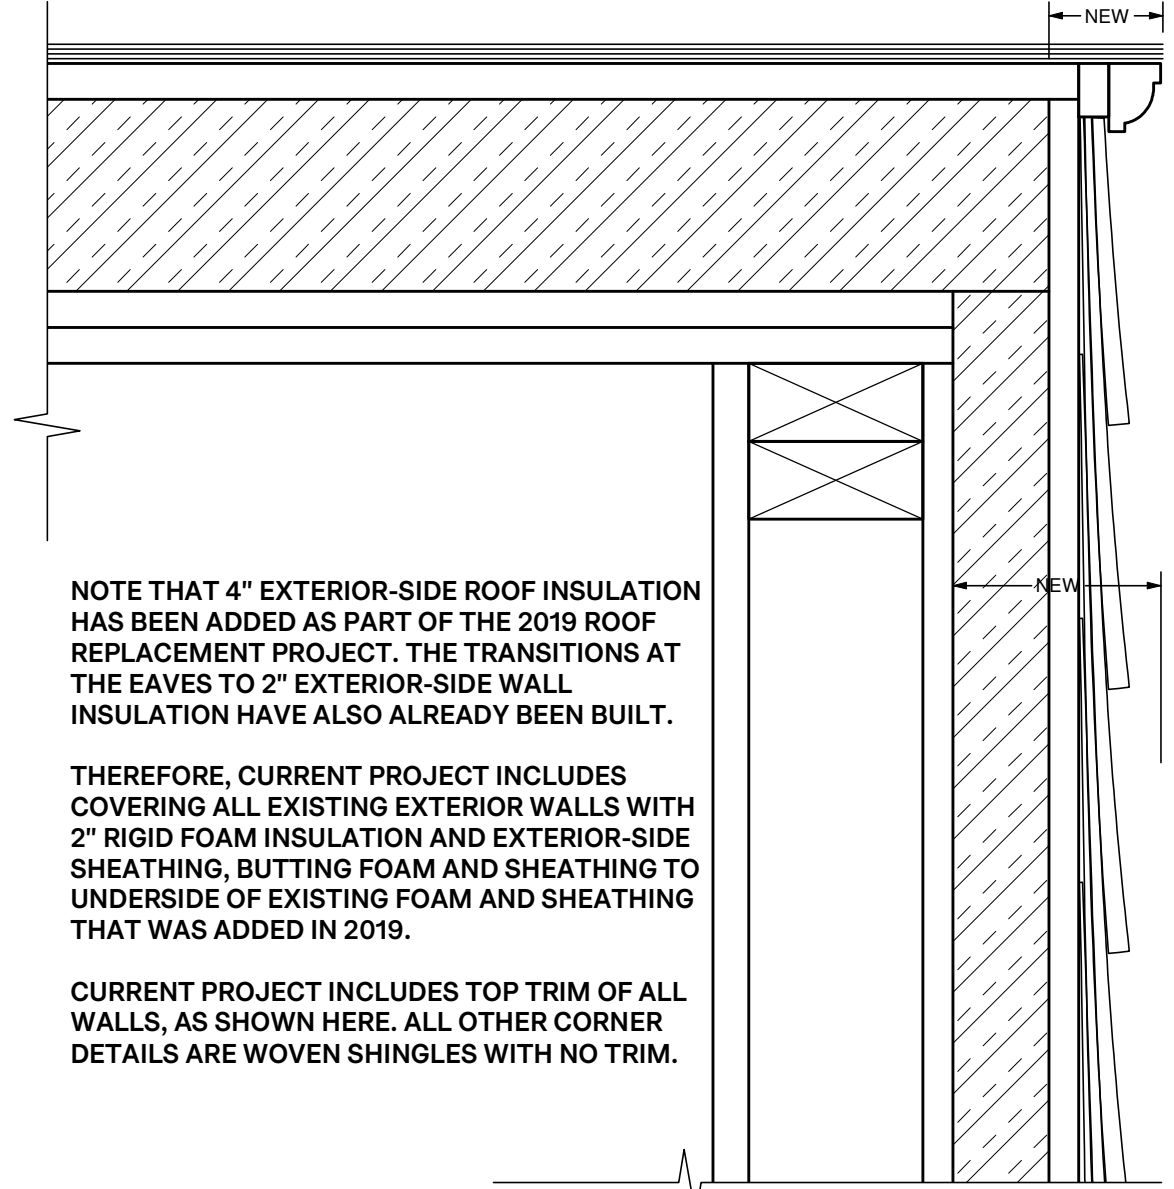 NEW
NEW
NOTE THAT 4" EXTERIOR-SIDE ROOF INSULATION
HAS BEEN ADDED AS PART OF THE 2019 ROOF
REPLACEMENT PROJECT. THE TRANSITIONS AT
THE EAVES TO 2" EXTERIOR-SIDE WALL
INSULATION HAVE ALSO ALREADY BEEN BUILT.
THEREFORE, CURRENT PROJECT INCLUDES
COVERING ALL EXISTING EXTERIOR WALLS WITH
2" RIGID FOAM INSULATION AND EXTERIOR-SIDE
SHEATHING, BUTTING FOAM AND SHEATHING TO
UNDERSIDE OF EXISTING FOAM AND SHEATHING
THAT WAS ADDED IN 2019.
CURRENT PROJECT INCLUDES TOP TRIM OF ALL
WALLS, AS SHOWN HERE. ALL OTHER CORNER
DETAILS ARE WOVEN SHINGLES WITH NO TRIM.